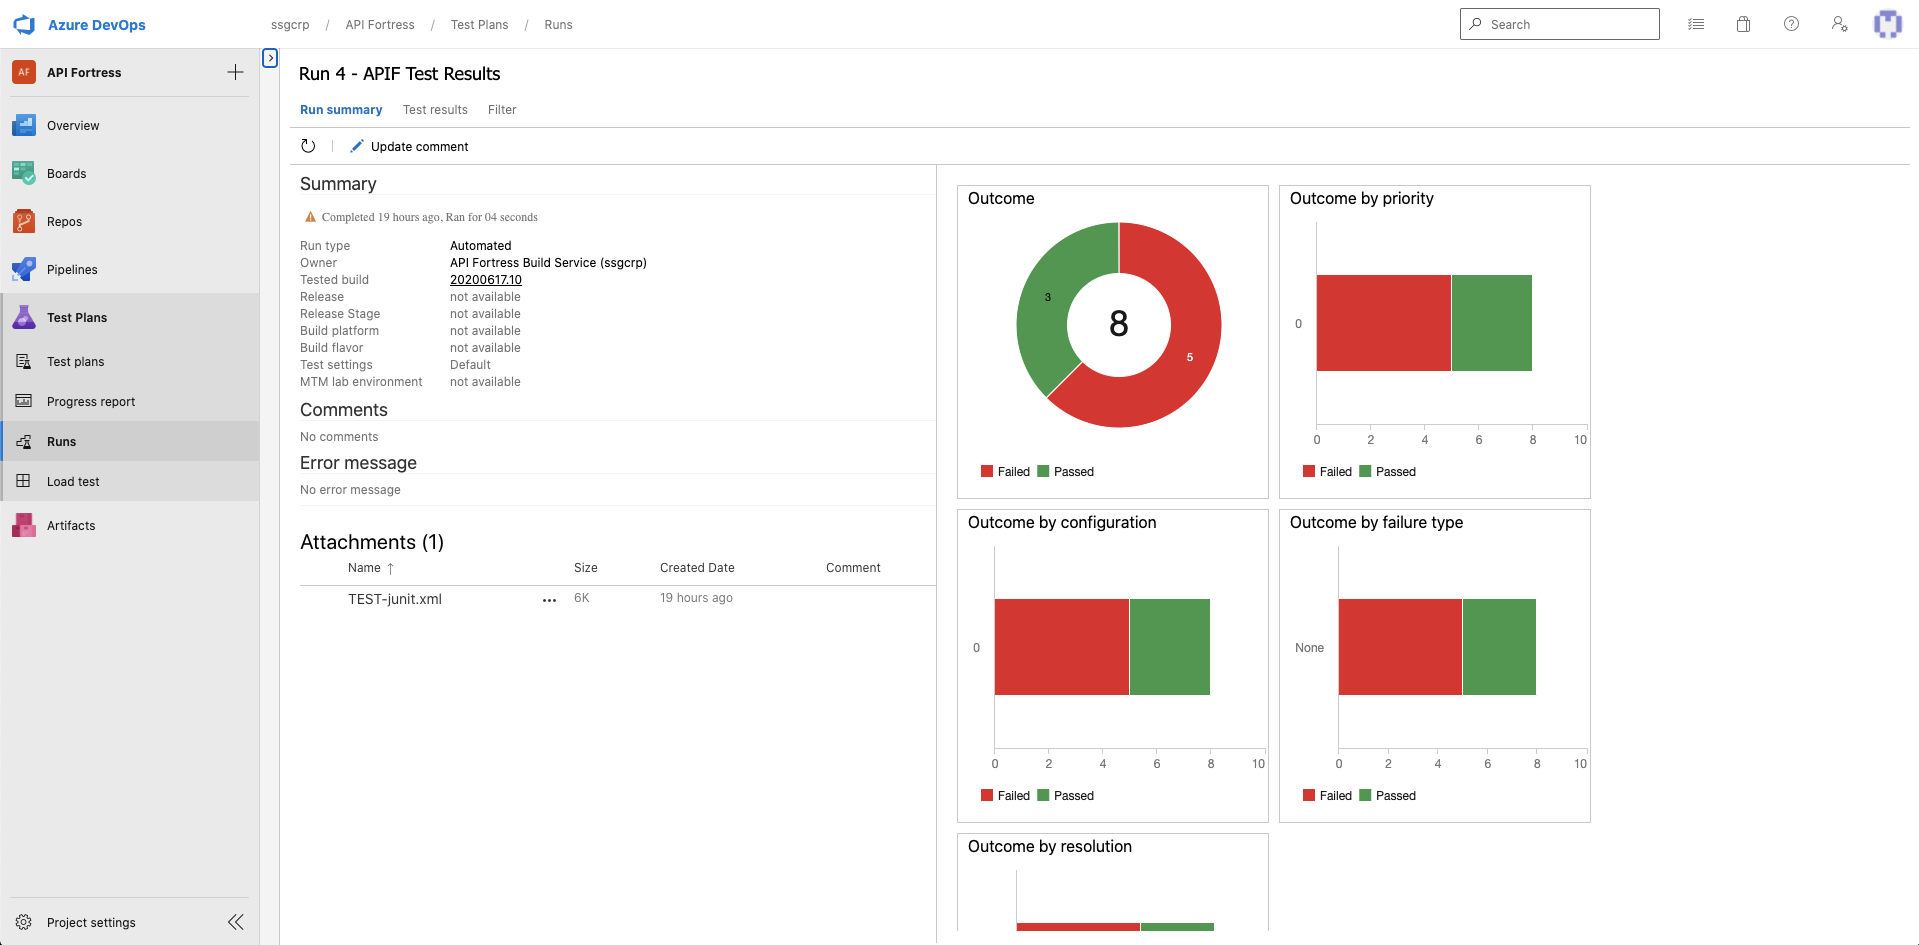 Azure DevOps
ssgcrp / API Fortress / Test Plans / Runs
Search
AF API Fortress
Overview
Boards
Repos
Pipelines
Test Plans
Test plans
Progress report
Runs
Load test
Artifacts
Project settings
Run 4 - APIF Test Results
Run summary Test results Filter
Update comment
Summary
Completed 19 hours ago, Ran for 04 seconds
Run type Automated
Owner API Fortress Build Service (ssgcrp)
Tested build 20200617.10
Release not available
Release Stage not available
Build platform not available
Build flavor not available
Test settings Default
MTM lab environment not available
Comments
No comments
Error message
No error message
Attachments (1)
Name ↑ Size Created Date Comment
TEST-junit.xml ... 6K 19 hours ago
Outcome
3
8
5
Failed Passed
Outcome by priority
0
0 2 4 6 8 10
Failed Passed
Outcome by configuration
0
0 2 4 6 8 10
Failed Passed
Outcome by failure type
None
0 2 4 6 8 10
Failed Passed
Outcome by resolution